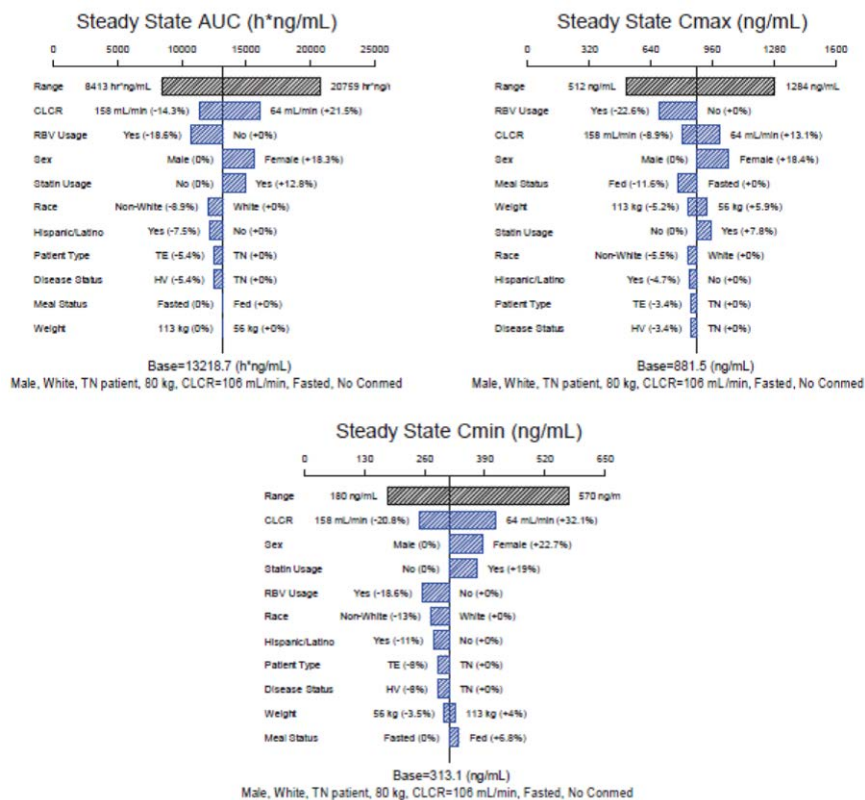 Steady State AUC (h*ng/mL)
0 5000 10000 15000 20000 25000
Range 8413 hr*ng/mL 20759 hr*ng/l
CLCR 158 mL/min (-14.3%) 64 mL/min (+21.5%)
RBV Usage Yes (-18.6%) No (+0%)
Sex Male (0%) Female (+18.3%)
Statin Usage No (0%) Yes (+12.8%)
Race Non-White (-8.9%) White (+0%)
Hispanic/Latino Yes (-7.5%) No (+0%)
Patient Type TE (-5.4%) TN (+0%)
Disease Status HV (-5.4%) TN (+0%)
Meal Status Fasted (0%) Fed (+0%)
Weight 113 kg (0%) 56 kg (+0%)
Base=13218.7 (h*ng/mL)
Male, White, TN patient, 80 kg, CLCR=106 mL/min, Fasted, No Conmed
Steady State Cmax (ng/mL)
0 320 640 960 1280 1600
Range 512 ng/mL 1284 ng/mL
RBV Usage Yes (-22.6%) No (+0%)
CLCR 158 mL/min (-8.9%) 64 mL/min (+13.1%)
Sex Male (0%) Female (+18.4%)
Meal Status Fed (-11.6%) Fasted (+0%)
Weight 113 kg (-5.2%) 56 kg (+5.9%)
Statin Usage No (0%) Yes (+7.8%)
Race Non-White (-5.5%) White (+0%)
Hispanic/Latino Yes (-4.7%) No (+0%)
Patient Type TE (-3.4%) TN (+0%)
Disease Status HV (-3.4%) TN (+0%)
Base=881.5 (ng/mL)
Male, White, TN patient, 80 kg, CLCR=106 mL/min, Fasted, No Conmed
Steady State Cmin (ng/mL)
0 130 260 390 520 650
Range 180 ng/mL 570 ng/m
CLCR 158 mL/min (-20.8%) 64 mL/min (+32.1%)
Sex Male (0%) Female (+22.7%)
Statin Usage No (0%) Yes (+19%)
RBV Usage Yes (-18.6%) No (+0%)
Race Non-White (-13%) White (+0%)
Hispanic/Latino Yes (-11%) No (+0%)
Patient Type TE (-8%) TN (+0%)
Disease Status HV (-8%) TN (+0%)
Weight 56 kg (-3.5%) 113 kg (+4%)
Meal Status Fasted (0%) Fed (+6.8%)
Base=313.1 (ng/mL)
Male, White, TN patient, 80 kg, CLCR=106 mL/min, Fasted, No Conmed